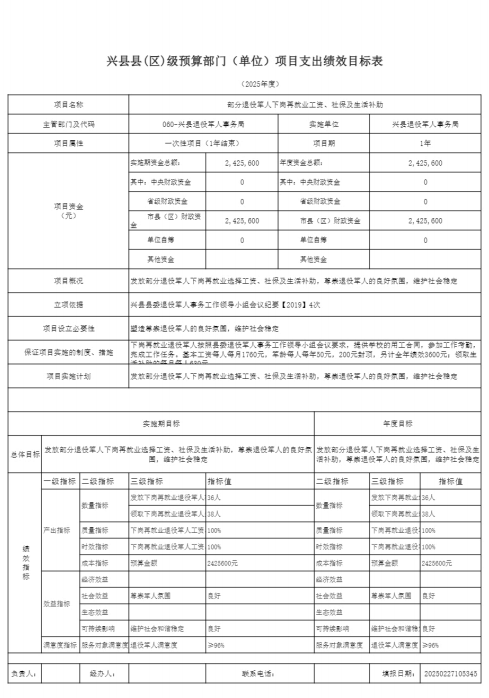 兴县县(区)级预算部门（单位）项目支出绩效目标表
（2025年度）
项目名称 部分退役军人下岗再就业工资、社保及生活补助
主管部门及代码 060-兴县退役军人事务局 实施单位 兴县退役军人事务局
项目属性 一次性项目（1年结束） 项目期 1年
项目资金
（元）
实施期资金总额： 2,425,600 年度资金总额： 2,425,600
其中：中央财政资金 0 其中：中央财政资金 0
省级财政资金 0 省级财政资金 0
市县（区）财政资金 2,425,600 市县（区）财政资金 2,425,600
单位自筹 0 单位自筹 0
其他资金 其他资金
项目概况 发放部分退役军人下岗再就业选择工资、社保及生活补助，尊崇退役军人的良好氛围，维护社会稳定
立项依据 兴县县委退役军人事务工作领导小组会议纪要【2019】4次
项目设立必要性 塑造尊崇退役军人的良好氛围，维护社会稳定
保证项目实施的制度、措施
下岗再就业退役军人按照县委退役军人事务工作领导小组会议要求，提供学校的用工合同，参加工作考勤，
完成工作任务，基本工资每人每月1760元，年龄每人每年50元，200元封顶，另计全年绩效3600元；领取生
项目实施计划 发放部分退役军人下岗再就业选择工资、社保及生活补助，尊崇退役军人的良好氛围，维护社会稳定
实施期目标 年度目标
总体目标
发放部分退役军人下岗再就业选择工资、社保及生活补助，尊崇退役军人的良好氛围，维护社会稳定
发放部分退役军人下岗再就业选择工资、社保及生活补助，尊崇退役军人的良好氛围，维护社会稳定
绩效指标
一级指标 二级指标 三级指标 指标值 二级指标 三级指标 指标值
产出指标
数量指标 发放下岗再就业退役军人 36人 数量指标 发放下岗再就业 36人
领取下岗再就业退役军人 38人 领取下岗再就业 38人
质量指标 下岗再就业退役军人工资 100% 质量指标 下岗再就业退役 100%
时效指标 下岗再就业退役军人工资 100% 时效指标 下岗再就业退役 100%
成本指标 预算金额 2425600元 成本指标 预算金额 2425600元
效益指标
经济效益 经济效益
社会效益 尊崇军人氛围 良好 社会效益 尊崇军人氛围 良好
生态效益 生态效益
可持续影响 维护社会和谐稳定 良好 可持续影响 维护社会和谐 良好
满意度指标 服务对象满意度 退役军人满意度 ≥96% 服务对象满意度 退役军人满意度 ≥96%
负责人： 经办人： 联系电话： 填报日期： 20250227105345